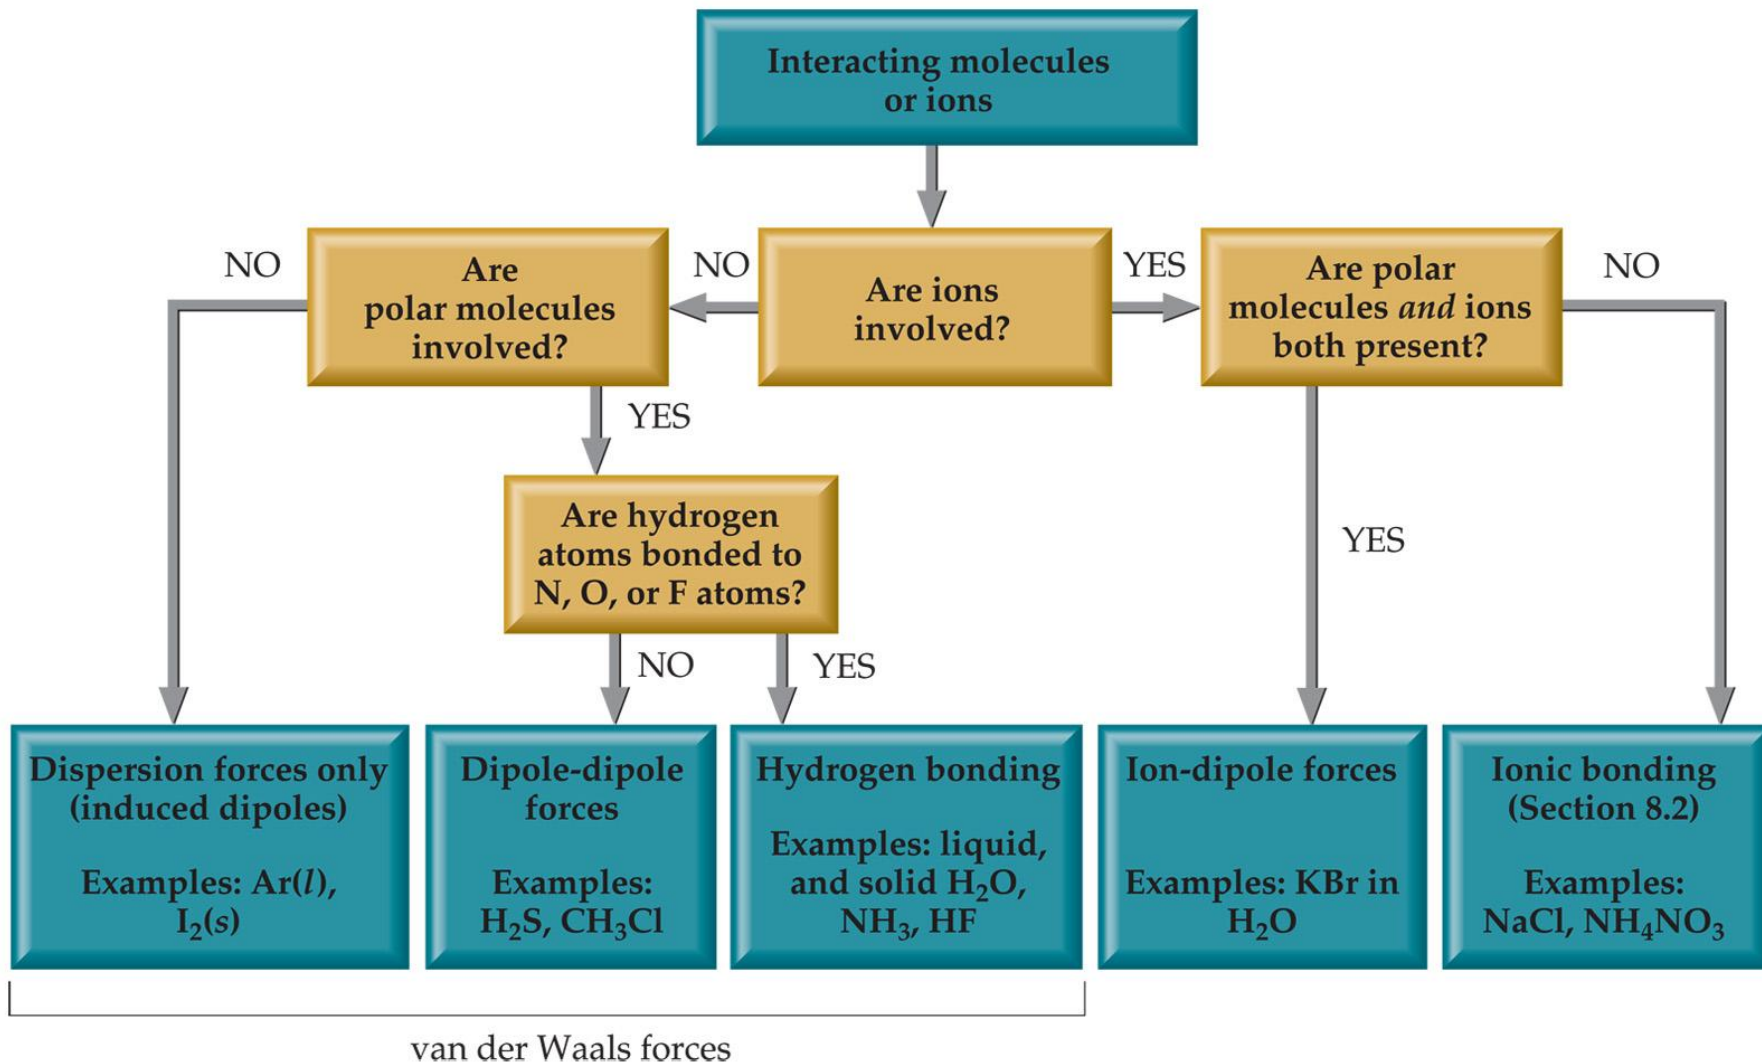 Interacting molecules
or ions
NO
Are
polar molecules
involved?
NO
Are ions
involved?
YES
Are polar
molecules and ions
both present?
NO
YES
Are hydrogen
atoms bonded to
N, O, or F atoms?
YES
NO
YES
Dispersion forces only
(induced dipoles)
Examples: Ar(l),
I₂(s)
Dipole-dipole
forces
Examples:
H₂S, CH₃Cl
Hydrogen bonding
Examples: liquid,
and solid H₂O,
NH₃, HF
Ion-dipole forces
Examples: KBr in
H₂O
Ionic bonding
(Section 8.2)
Examples:
NaCl, NH₄NO₃
van der Waals forces